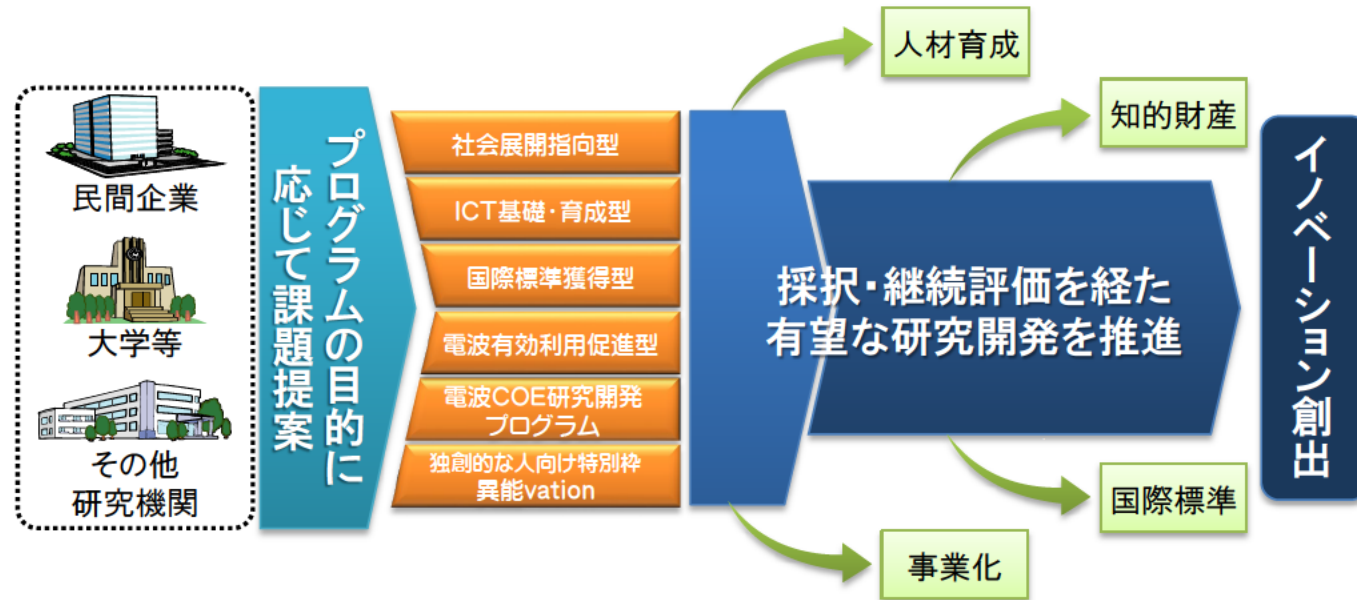 民間企業
大学等
その他
研究機関
プログラムの目的に
応じて課題提案
社会展開指向型
ICT基礎・育成型
国際標準獲得型
電波有効利用促進型
電波COE研究開発
プログラム
独創的な人向け特別枠
異能vation
採択・継続評価を経た
有望な研究開発を推進
人材育成
知的財産
国際標準
事業化
イノベーション創出